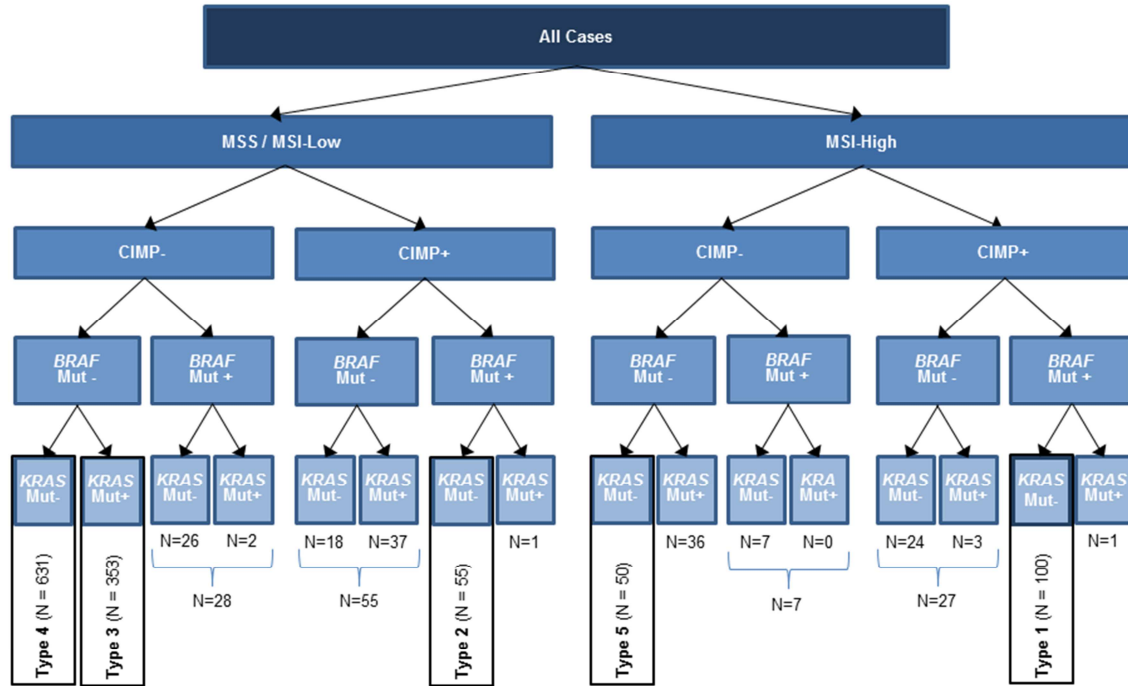 All Cases
MSS / MSI-Low
MSI-High
CIMP-
CIMP+
CIMP-
CIMP+
BRAF
Mut -
BRAF
Mut +
BRAF
Mut -
BRAF
Mut +
BRAF
Mut -
BRAF
Mut +
BRAF
Mut -
BRAF
Mut +
KRAS
Mut-
KRAS
Mut+
KRAS
Mut-
KRAS
Mut+
KRAS
Mut-
KRAS
Mut+
KRAS
Mut-
KRAS
Mut+
KRAS
Mut-
KRAS
Mut+
KRAS
Mut-
KRA
Mut+
KRAS
Mut-
KRAS
Mut+
KRAS
Mut-
KRAS
Mut+
Type 4 (N = 631)
Type 3 (N = 353)
N=26
N=2
N=28
N=18
N=37
N=55
Type 2 (N = 55)
N=1
Type 5 (N = 50)
N=36
N=7
N=0
N=7
N=24
N=3
N=27
Type 1 (N = 100)
N=1